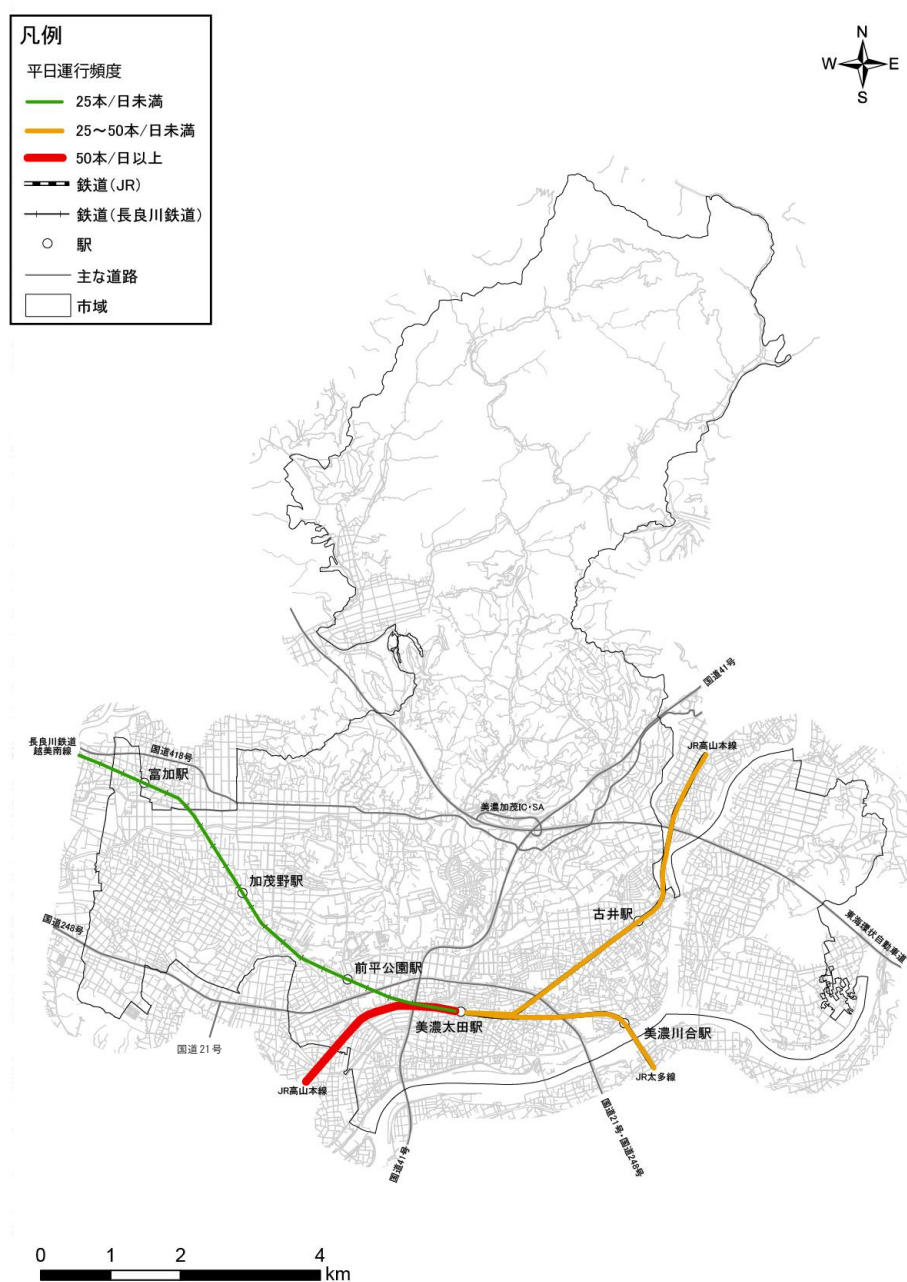 凡例
平日運行頻度
25本/日未満
25～50本/日未満
50本/日以上
鉄道(JR)
鉄道(長良川鉄道)
駅
主な道路
市域
N
W
E
S
国道41号
長良川鉄道
越美南線
国道418号
JR高山本線
富加駅
美濃加茂IC・SA
加茂野駅
古井駅
国道248号
東海環状自動車道
前平公園駅
美濃太田駅
美濃川合駅
国道21号
JR太多線
JR高山本線
国道21号・国道248号
国道41号
0 1 2 4
km